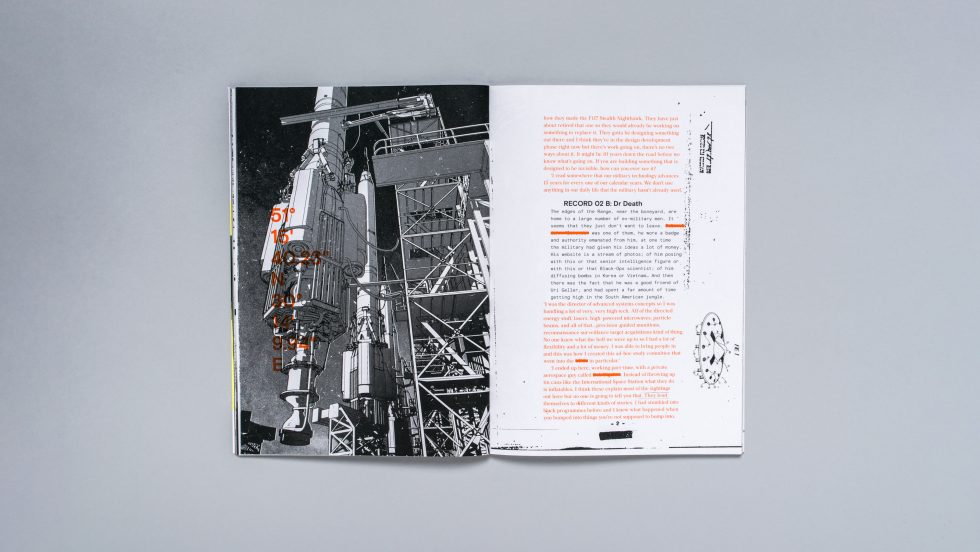 51°
15'
40.23"
N
30°
9.04"
E
how they made the F117 Stealth Nighthawk. They have just
about retired that one so they would already be working on
something to replace it. They gotta be designing something
out there and I think they're in the design development
phase right now but there's work going on, there's no two
ways about it. It might be 10 years down the road before we
know what's going on. If you are building something that is
designed to be invisible, how can you ever see it?
'I read somewhere that our military technology advances
15 years for every one of our calendar years. We don't use
anything in our daily life that the military hasn't already used.
RECORD 02 B: Dr Death
The edges of the Range, near the boneyard, are
home to a large number of ex-military men. It
seems that they just don't want to leave.
was one of them, he wore a badge
and authority emanated from him, at one time
the military had given his ideas a lot of money.
His website is a stream of photos; of him posing
with this or that senior intelligence figure or
with this or that Black-Ops scientist; of him
diffusing bombs in Korea or Vietnam. And then
there was the fact that he was a good friend of
Uri Geller, and had spent a far amount of time
getting high in the South American jungle.
'I was the director of advanced systems concepts so I was
handling a lot of very, very high tech. All of the directed
energy stuff: lasers, high-powered microwaves, particle
beams, and all of that, precision guided munitions,
reconnaissance surveillance target acquisitions kind of thing.
No one knew what the hell we were up to so I had a lot of
flexibility and a lot of money. I was able to bring people in
and this was how I created this ad-hoc study committee that
went into the in particular.'
'I ended up here, working part-time, with a private
aerospace guy called Instead of throwing up
tin cans like the International Space Station what they do
is inflatables. I think these explain most of the sightings
out here but no one is going to tell you that. They lend
themselves to different kinds of stories. I had stumbled into
black programmes before and I knew what happened when
you bumped into things you're not supposed to bump into.
- 2 -